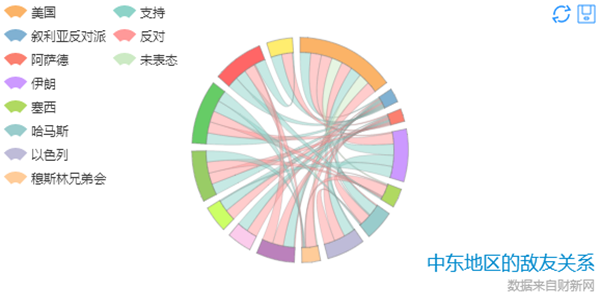 美国
支持
叙利亚反对派
反对
阿萨德
未表态
伊朗
塞西
哈马斯
以色列
穆斯林兄弟会
中东地区的敌友关系
数据来自财新网